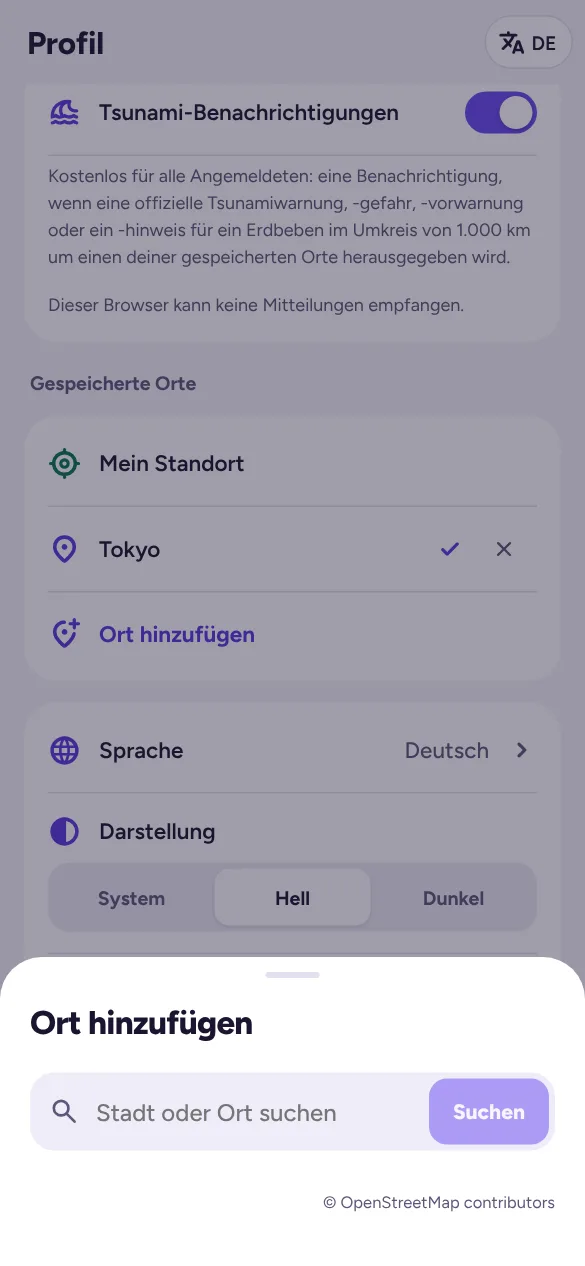 Profil
DE
Tsunami-Benachrichtigungen
Kostenlos für alle Angemeldeten: eine Benachrichtigung,
wenn eine offizielle Tsunamiwarnung, -gefahr, -vorwarnung
oder ein -hinweis für ein Erdbeben im Umkreis von 1.000 km
um einen deiner gespeicherten Orte herausgegeben wird.
Dieser Browser kann keine Mitteilungen empfangen.
Gespeicherte Orte
Mein Standort
Tokyo
Ort hinzufügen
Sprache Deutsch
Darstellung
System Hell Dunkel
Ort hinzufügen
Stadt oder Ort suchen Suchen
© OpenStreetMap contributors